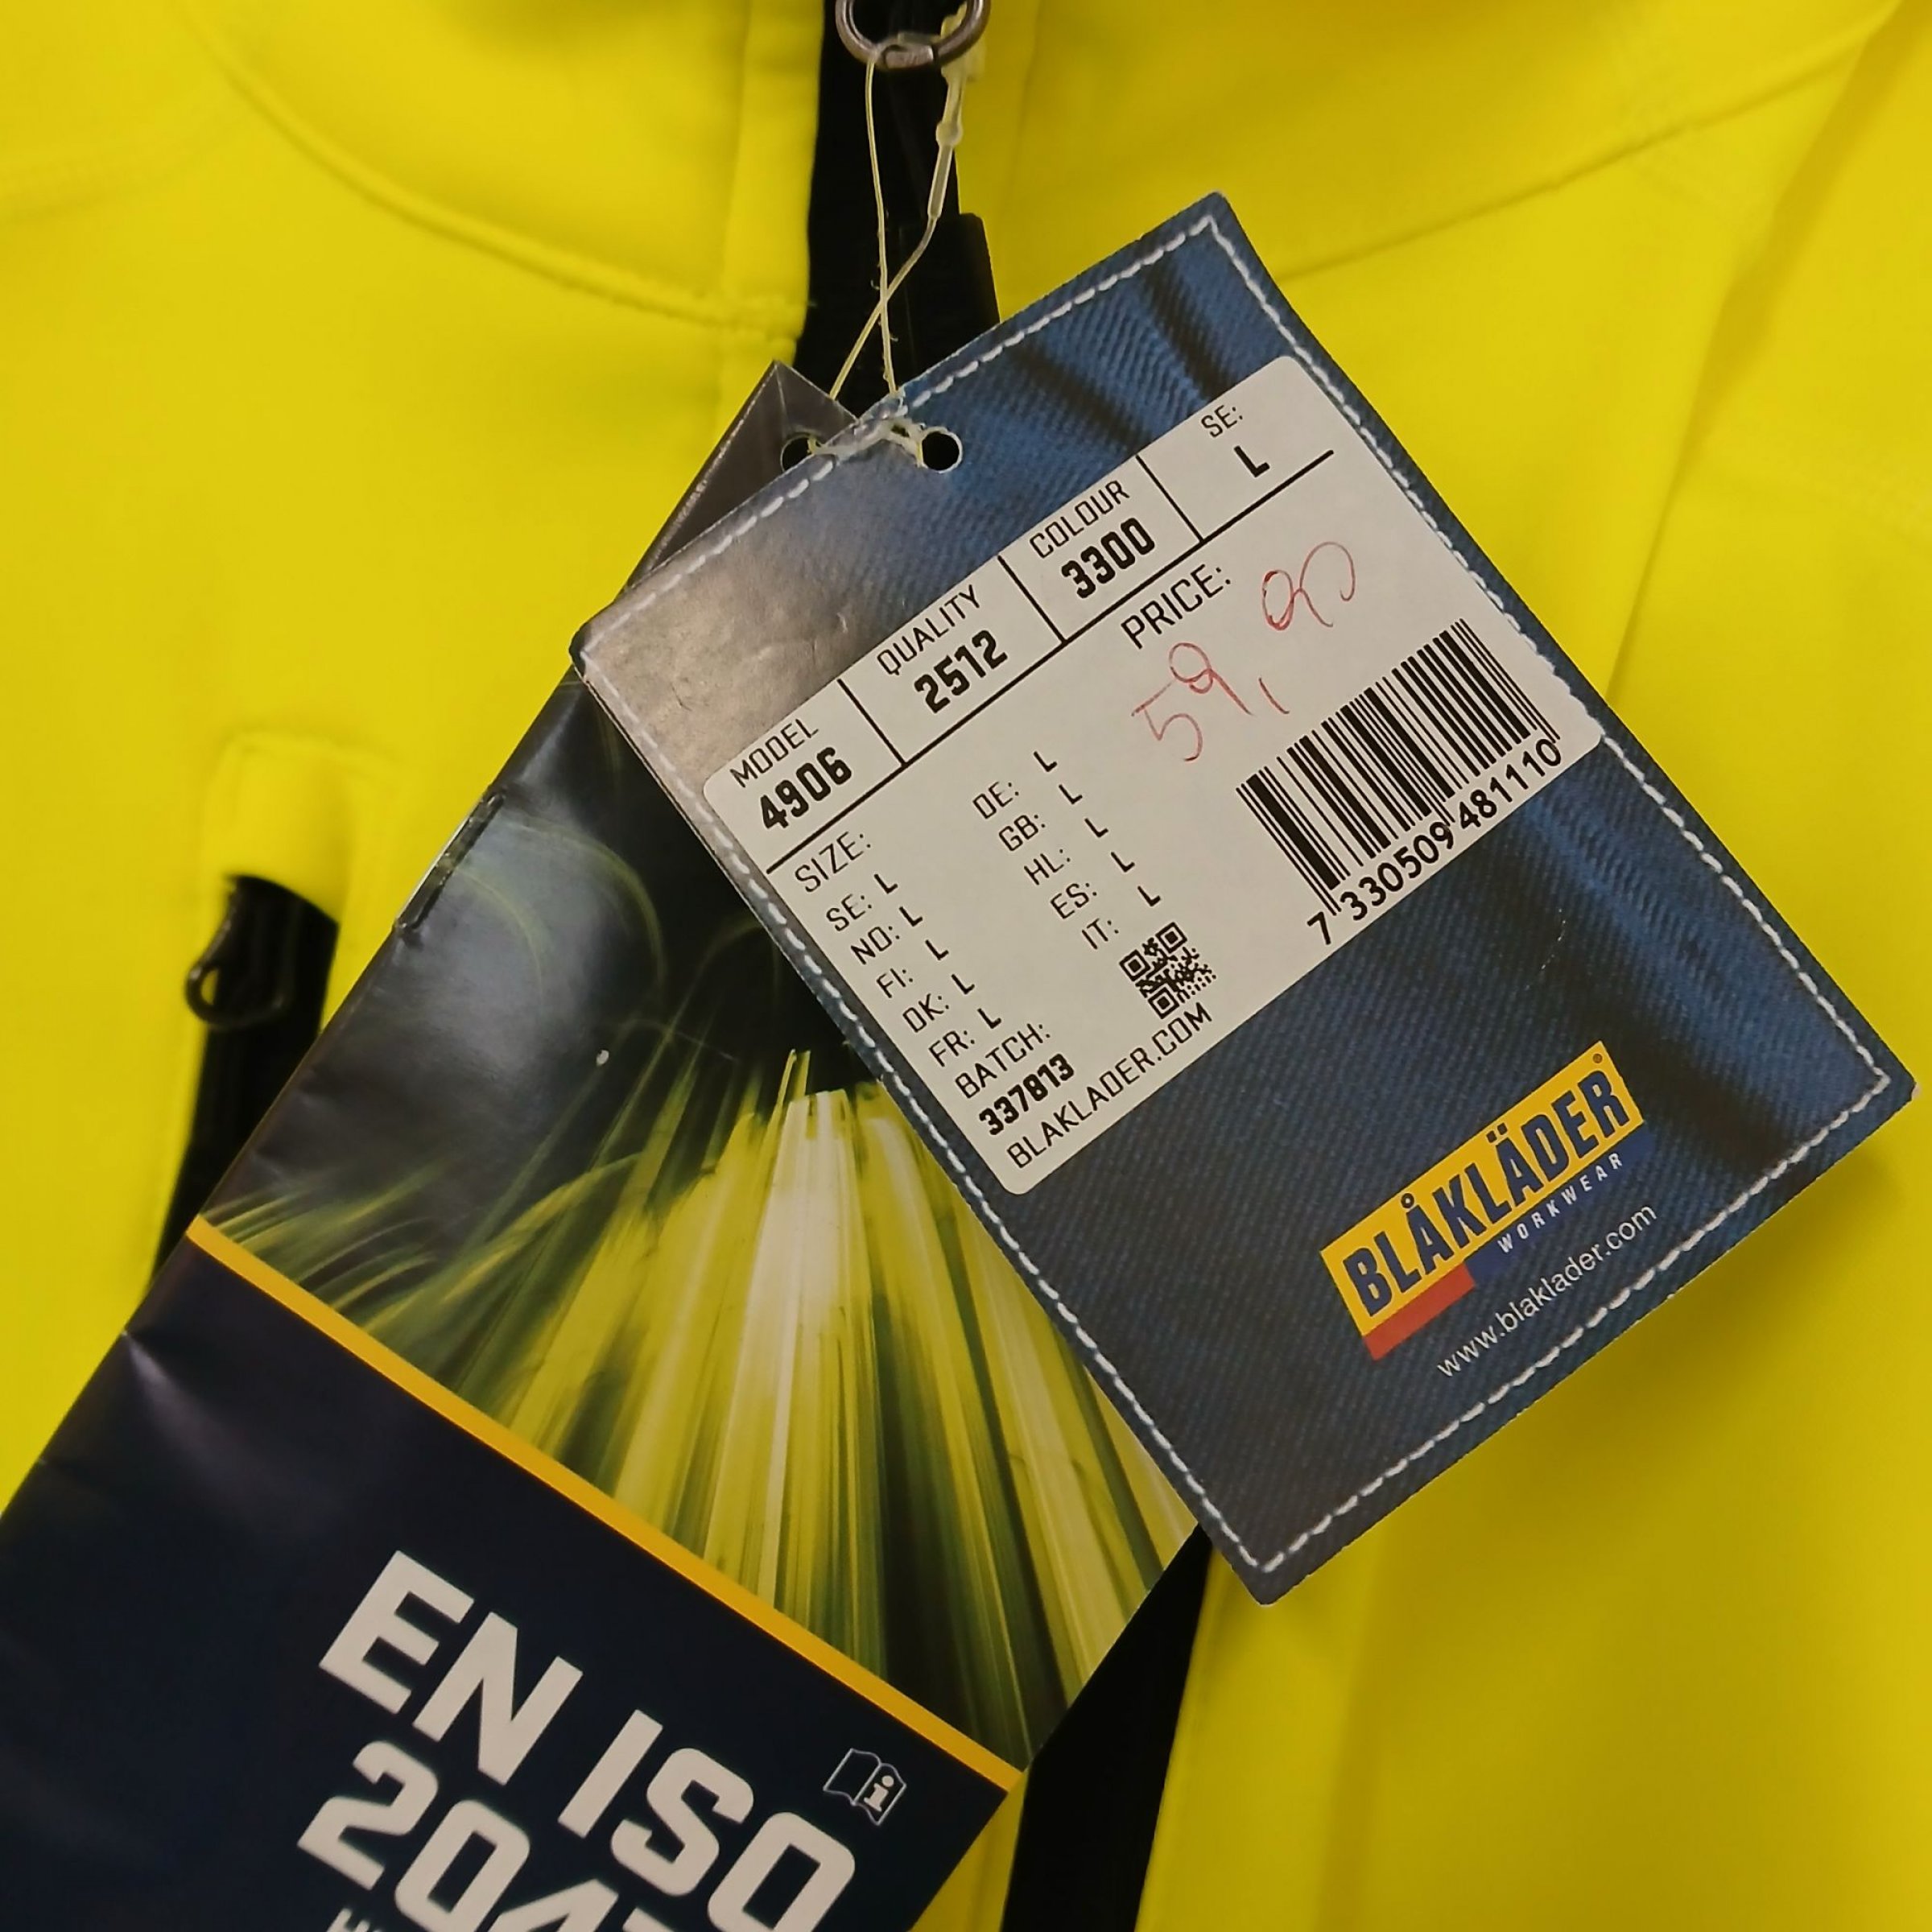 MODEL QUALITY COLOUR SE:
4906 2512 3300 L
SIZE: PRICE:
59,90
SE: L DE: L
NO: L GB: L
FI: L HL: L
DK: L ES: L
FR: L IT: L
BATCH:
337813
BLAKLADER.COM
7 330509 481110
BLÅKLÄDER®
WORKWEAR
www.blaklader.com
EN ISO